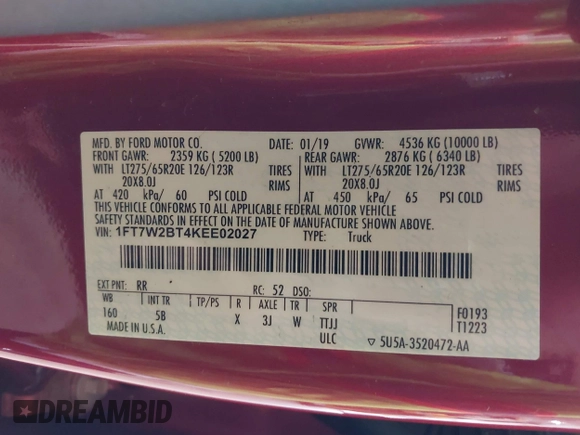 MFD. BY FORD MOTOR CO. DATE: 01/19 GVWR: 4536 KG (10000 LB)
FRONT GAWR: 2359 KG ( 5200 LB) REAR GAWR: 2876 KG ( 6340 LB)
WITH LT275/65R20E 126/123R TIRES WITH LT275/65R20E 126/123R TIRES
20X8.0J RIMS 20X8.0J RIMS
AT 420 kPa/ 60 PSI COLD AT 450 kPa/ 65 PSI COLD
THIS VEHICLE CONFORMS TO ALL APPLICABLE FEDERAL MOTOR VEHICLE
SAFETY STANDARDS IN EFFECT ON THE DATE OF MANUFACTURE SHOWN ABOVE.
VIN: 1FT7W2BT4KEE02027 TYPE: Truck
EXT PNT: RR RC: 52 DSO:
WB INT TR TP/PS R AXLE TR SPR F0193
160 5B X 3J W TTJJ T1223
MADE IN U.S.A. ULC ▽ 5U5A-3520472-AA
DREAMBID